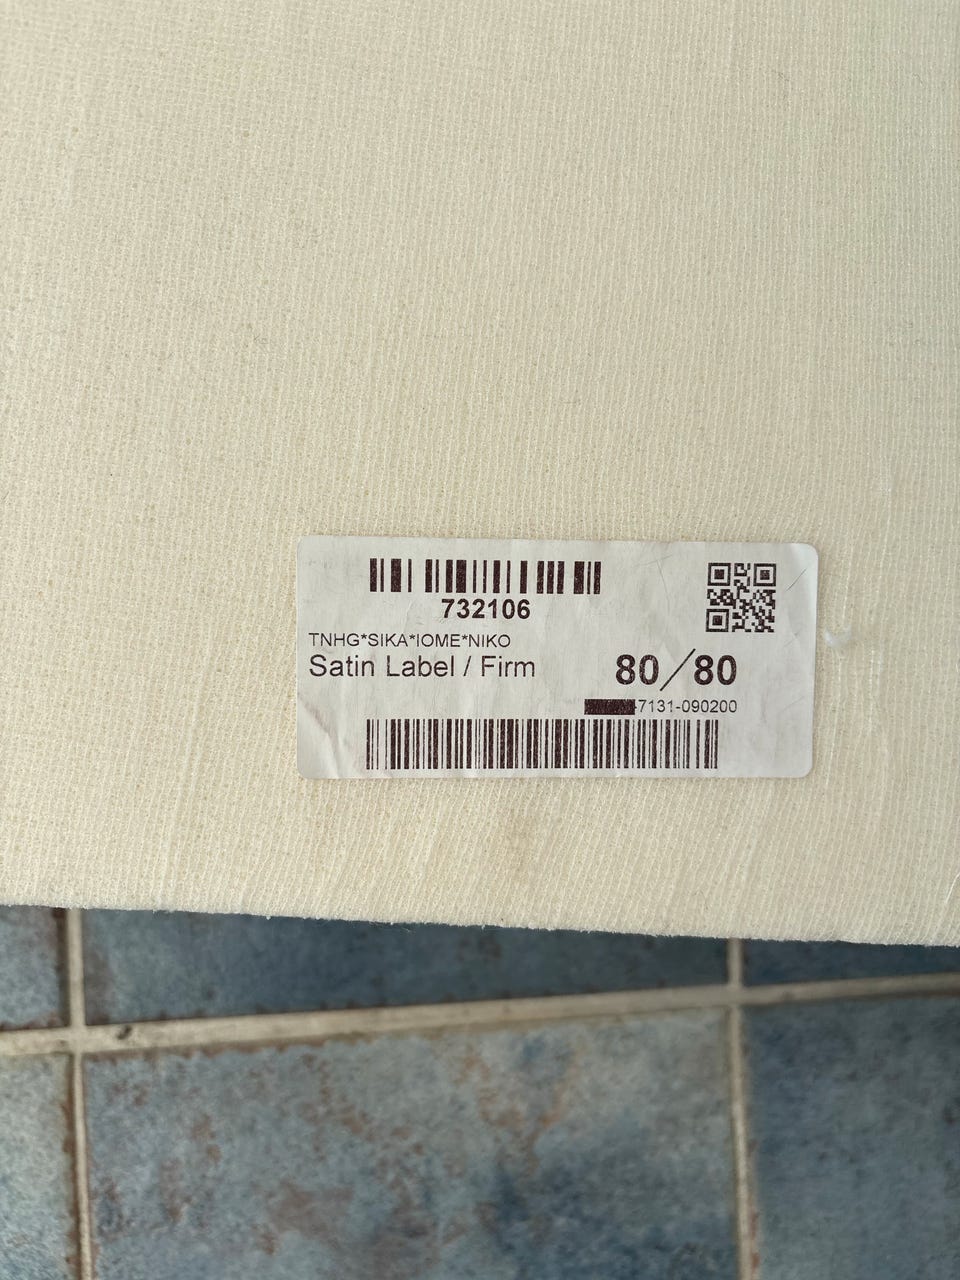 732106
TNHG*SIKA*IOME*NIKO
Satin Label / Firm
80/80
-7131-090200